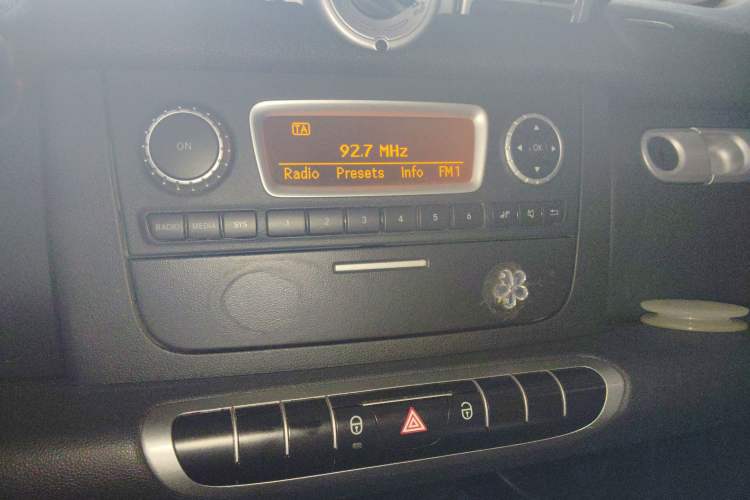 TA
92.7 MHz
Radio Presets Info FM1
ON
OK
RADIO MEDIA SYS 1 2 3 4 5 6